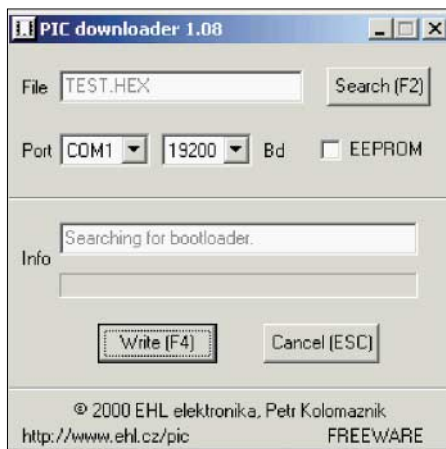 PIC downloader 1.08
File TEST.HEX Search (F2)
Port COM1 19200 Bd EEPROM
Info Searching for bootloader.
Write (F4) Cancel (ESC)
© 2000 EHL elektronika, Petr Kolomaznik
http://www.ehl.cz/pic FREEWARE